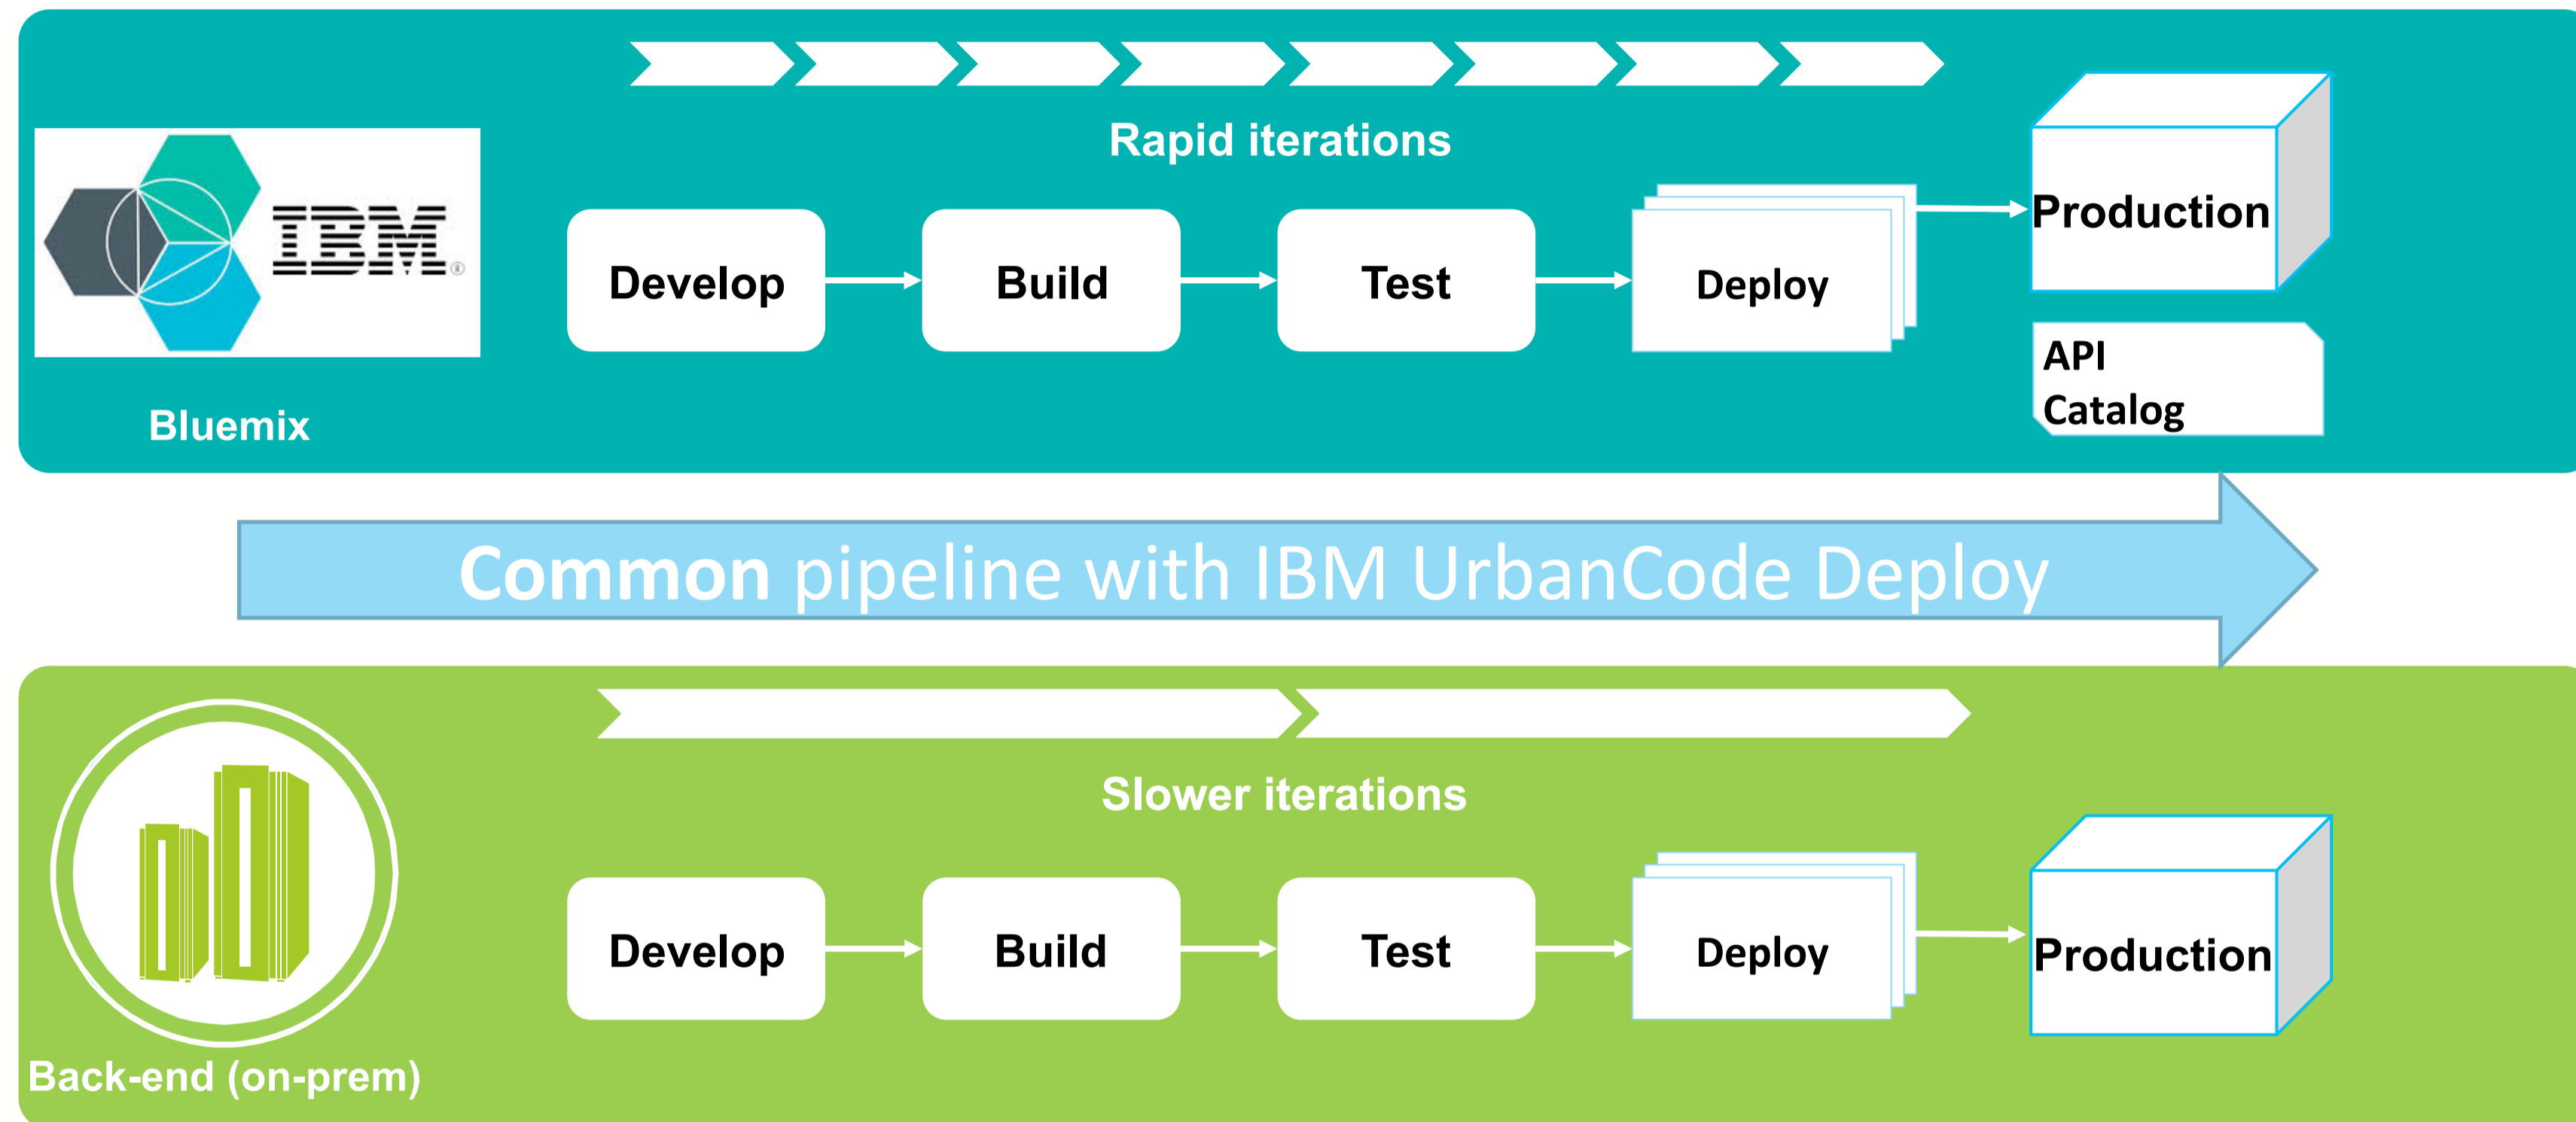 Rapid iterations
IBM®
Develop
Build
Test
Deploy
Production
API
Catalog
Bluemix
Common pipeline with IBM UrbanCode Deploy
Slower iterations
Develop
Build
Test
Deploy
Production
Back-end (on-prem)